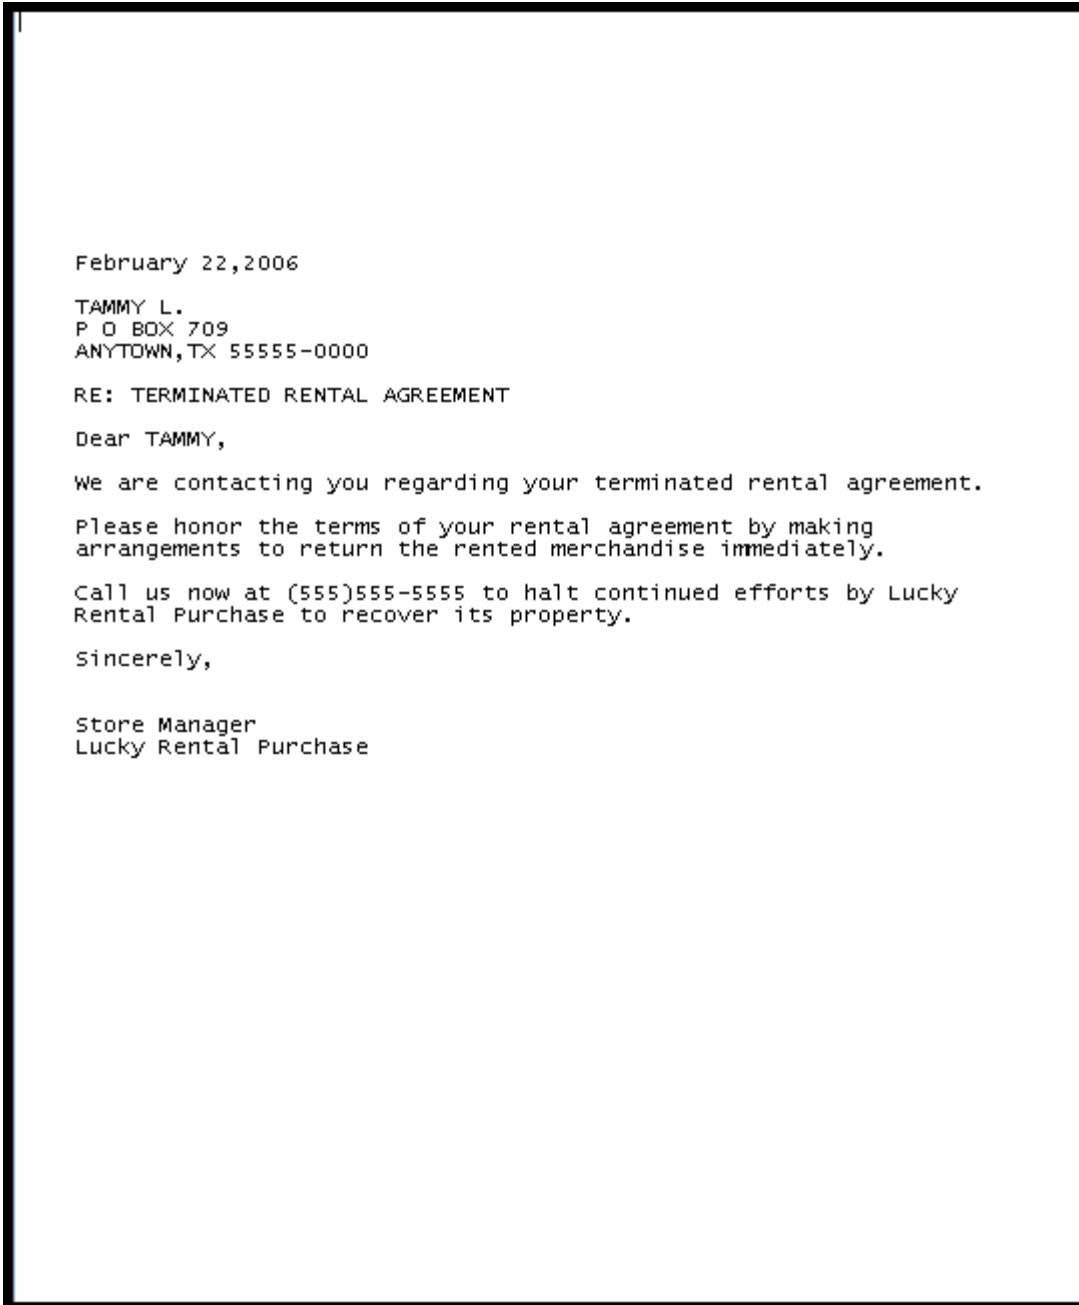 February 22,2006
TAMMY L.
P O BOX 709
ANYTOWN,TX 55555-0000
RE: TERMINATED RENTAL AGREEMENT
Dear TAMMY,
We are contacting you regarding your terminated rental agreement.
Please honor the terms of your rental agreement by making
arrangements to return the rented merchandise immediately.
Call us now at (555)555-5555 to halt continued efforts by Lucky
Rental Purchase to recover its property.
Sincerely,
Store Manager
Lucky Rental Purchase